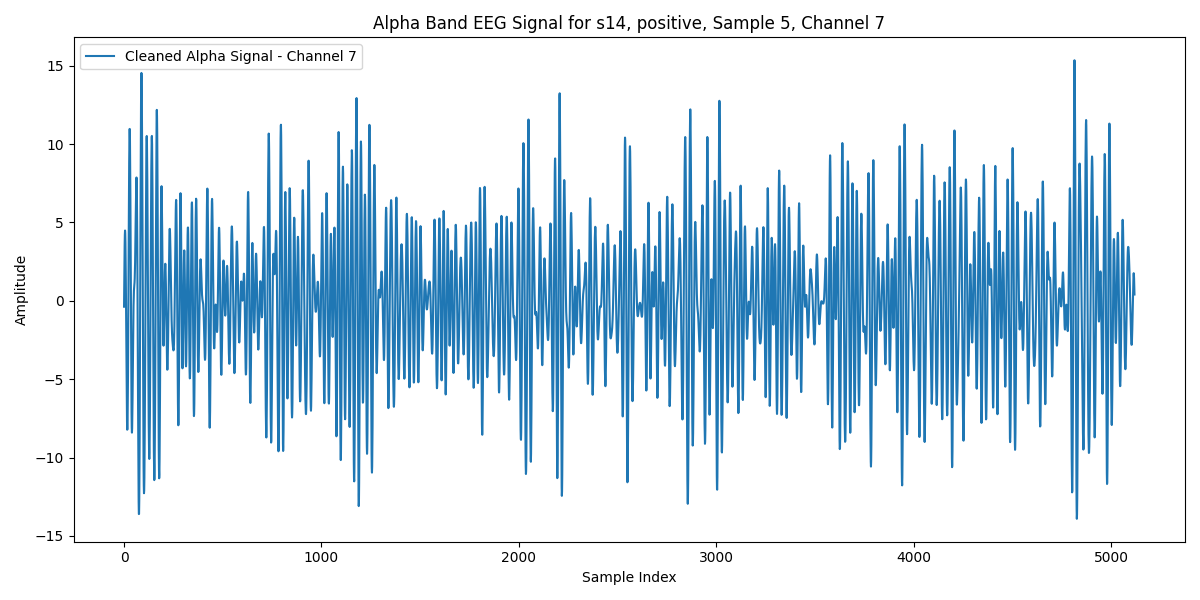 Alpha Band EEG Signal for s14, positive, Sample 5, Channel 7
Cleaned Alpha Signal - Channel 7
Amplitude
15
10
5
0
−5
−10
−15
0 1000 2000 3000 4000 5000
Sample Index